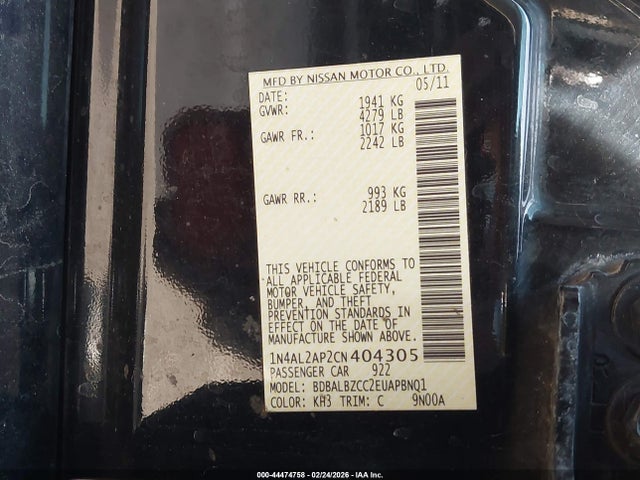 MFD BY NISSAN MOTOR CO., LTD.
DATE: 05/11
GVWR: 1941 KG
4279 LB
GAWR FR.: 1017 KG
2242 LB
GAWR RR.: 993 KG
2189 LB
THIS VEHICLE CONFORMS TO
ALL APPLICABLE FEDERAL
MOTOR VEHICLE SAFETY,
BUMPER, AND THEFT
PREVENTION STANDARDS IN
EFFECT ON THE DATE OF
MANUFACTURE SHOWN ABOVE.
1N4AL2AP2CN404305
PASSENGER CAR 922
MODEL: BDBALBZCC2EUAPBNQ1
COLOR: KH3 TRIM: C 9N00A
000-44474758 - 02/24/2026 - IAA Inc.